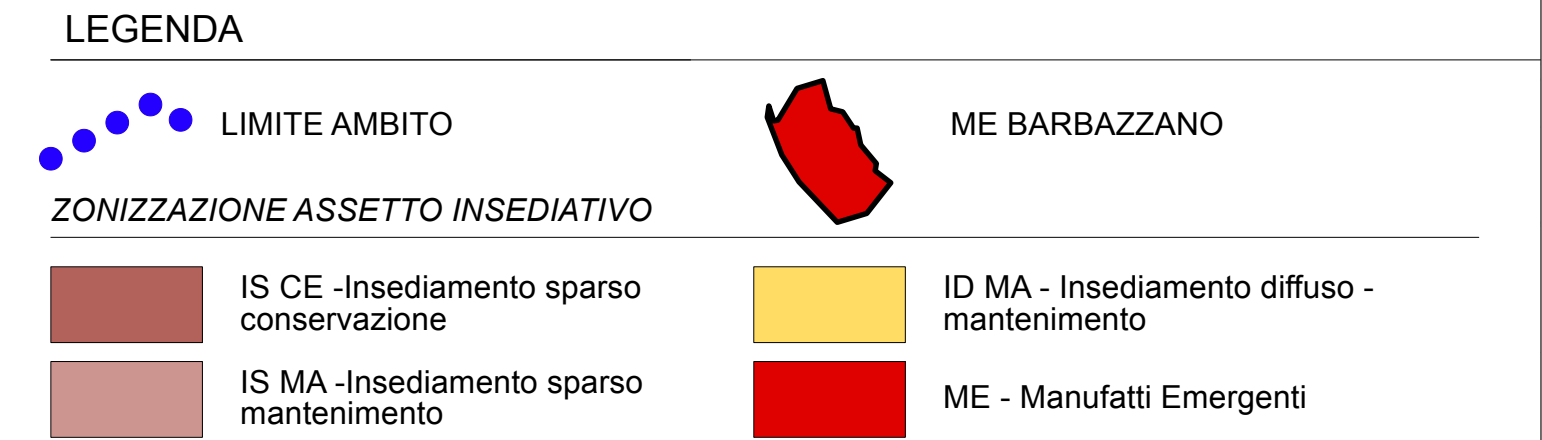 LEGENDA
LIMITE AMBITO
ME BARBAZZANO
ZONIZZAZIONE ASSETTO INSEDIATIVO
IS CE -Insediamento sparso
conservazione
ID MA - Insediamento diffuso -
mantenimento
IS MA -Insediamento sparso
mantenimento
ME - Manufatti Emergenti